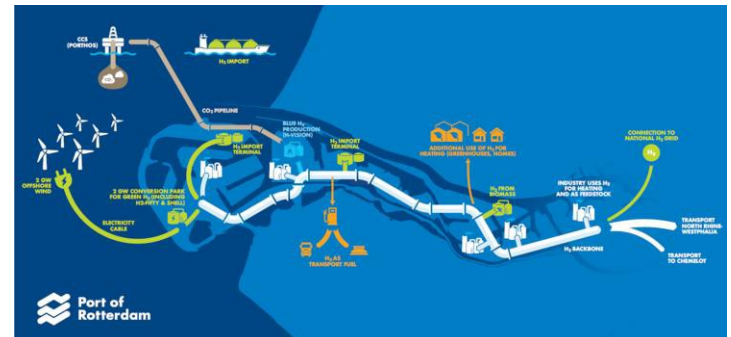 CCS
(PORTHOS)
H₂ IMPORT
CO₂
CO₂ PIPELINE
BLUE H₂
PRODUCTION
(H-VISION)
H₂ IMPORT
TERMINAL
H₂ IMPORT
TERMINAL
ADDITIONAL USE OF H₂ FOR
HEATING (GREENHOUSES, HOMES)
CONNECTION TO
NATIONAL H₂ GRID
H₂
2 GW
OFFSHORE
WIND
2 GW CONVERSION PARK
FOR GREEN H₂ (INCLUDING
H2-FIFTY & SHELL)
H₂ FROM
BIOMASS
INDUSTRY USES H₂
FOR HEATING
AND AS FEEDSTOCK
ELECTRICITY
CABLE
TRANSPORT
NORTH RHINE-
WESTPHALIA
H₂ BACKBONE
H₂ AS
TRANSPORT FUEL
TRANSPORT
TO CHEMELOT
Port of
Rotterdam